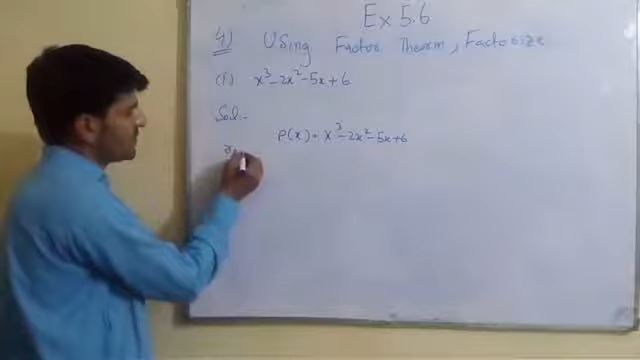 Ex 5.6
4) Using Factor Theorem, Factorize
(i) x³-2x²-5x+6
Sol:-
P(x) = x³-2x²-5x+6